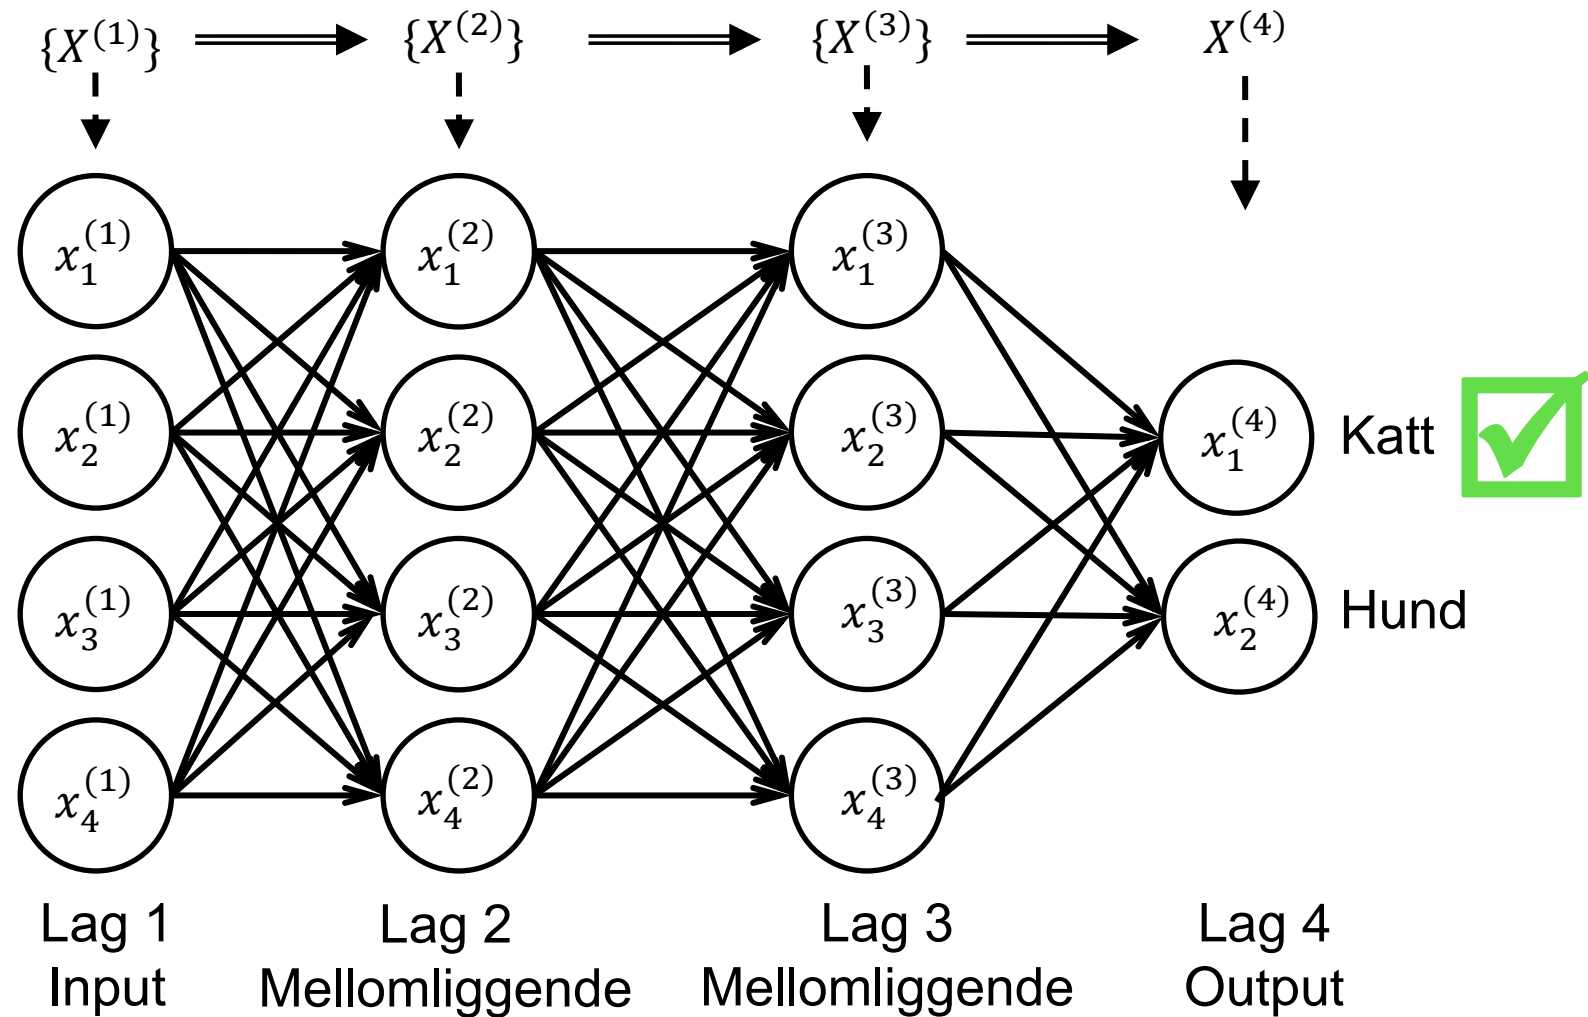 {X^(1)} {X^(2)} {X^(3)} X^(4)
x_1^(1) x_1^(2) x_1^(3)
x_2^(1) x_2^(2) x_2^(3) x_1^(4) Katt
x_3^(1) x_3^(2) x_3^(3) x_2^(4) Hund
x_4^(1) x_4^(2) x_4^(3)
Lag 1 Lag 2 Lag 3 Lag 4
Input Mellomliggende Mellomliggende Output